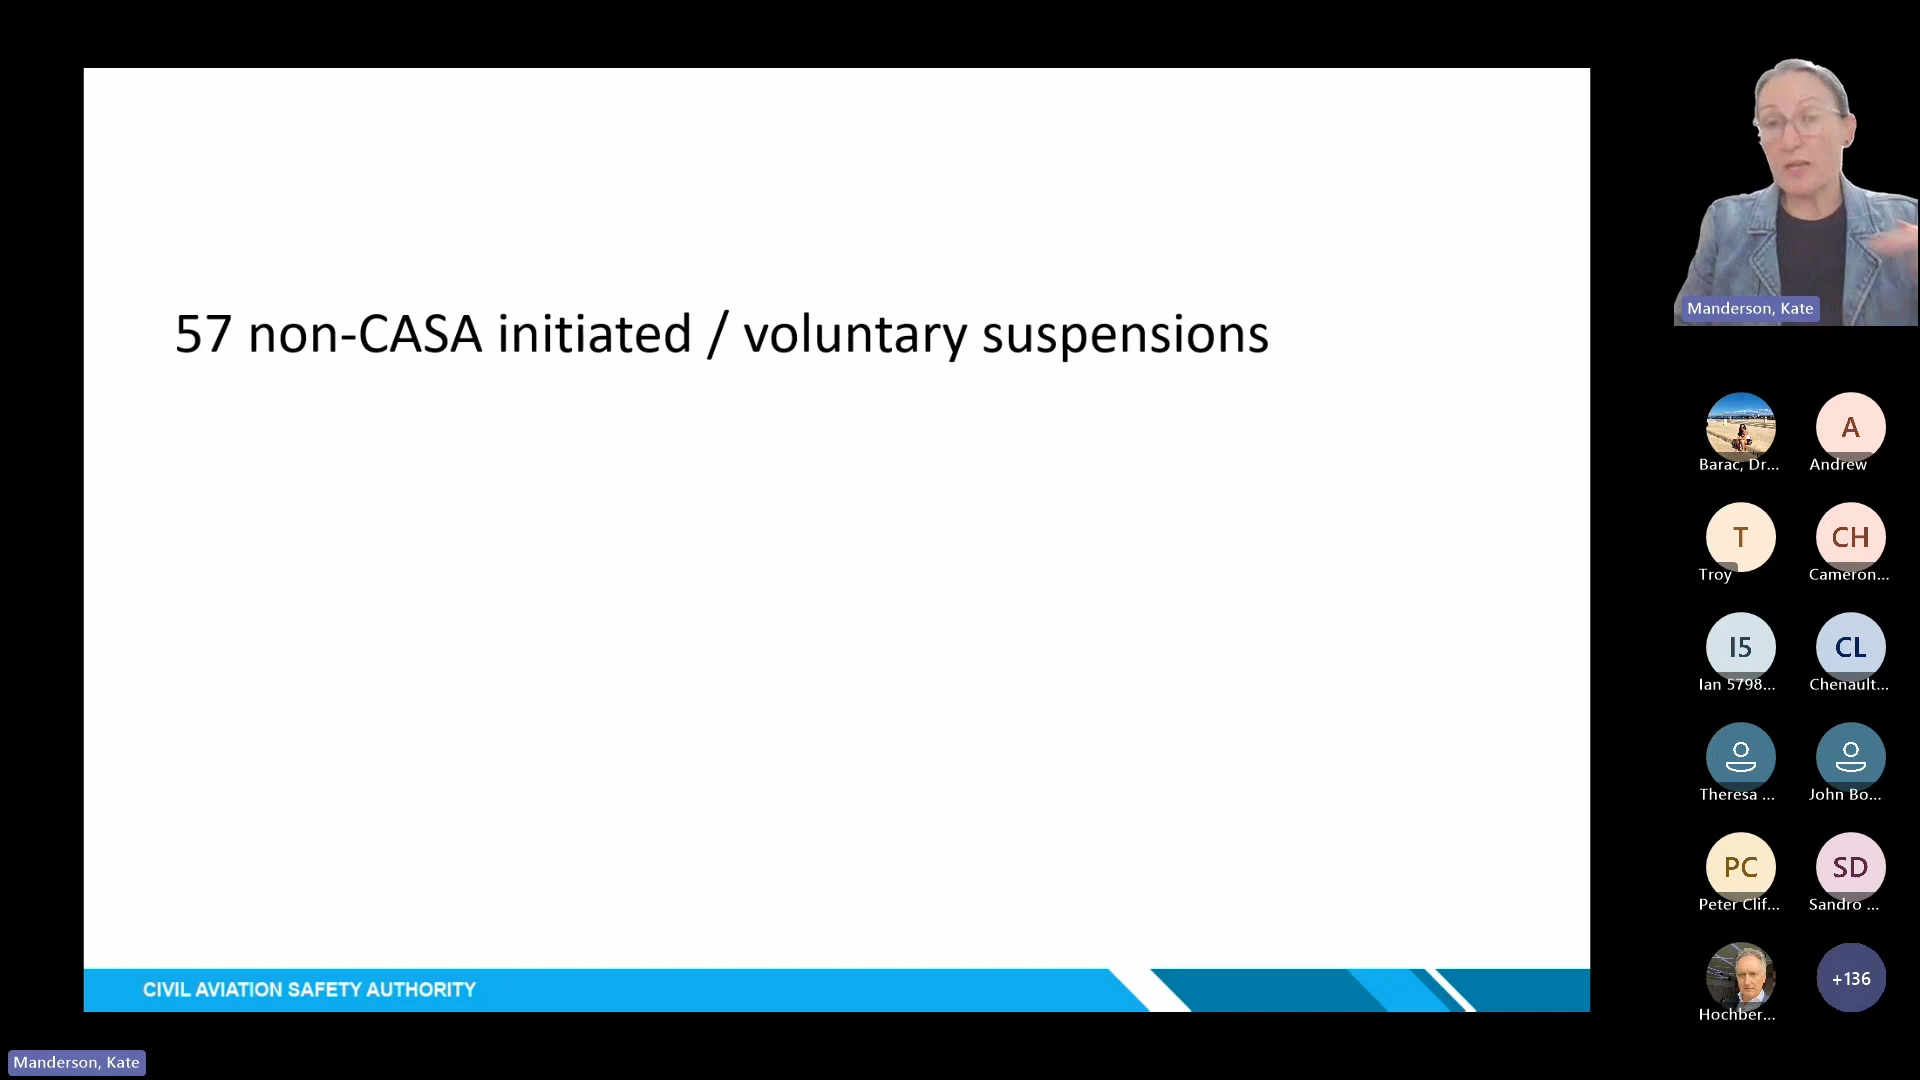 57 non-CASA initiated / voluntary suspensions
CIVIL AVIATION SAFETY AUTHORITY
Manderson, Kate
Manderson, Kate
Barac, Dr...
A
Andrew
T
Troy
CH
Cameron...
I5
Ian 5798...
CL
Chenault...
Theresa ...
John Bo...
PC
Peter Clif...
SD
Sandro ...
Hochber...
+136